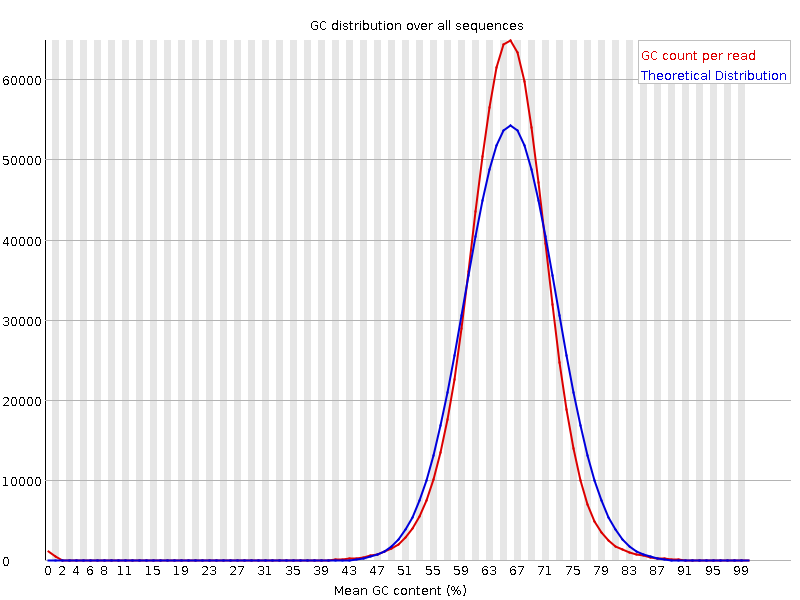 GC distribution over all sequences
GC count per read
Theoretical Distribution
60000
50000
40000
30000
20000
10000
0
0 2 4 6 8 11 15 19 23 27 31 35 39 43 47 51 55 59 63 67 71 75 79 83 87 91 95 99
Mean GC content (%)